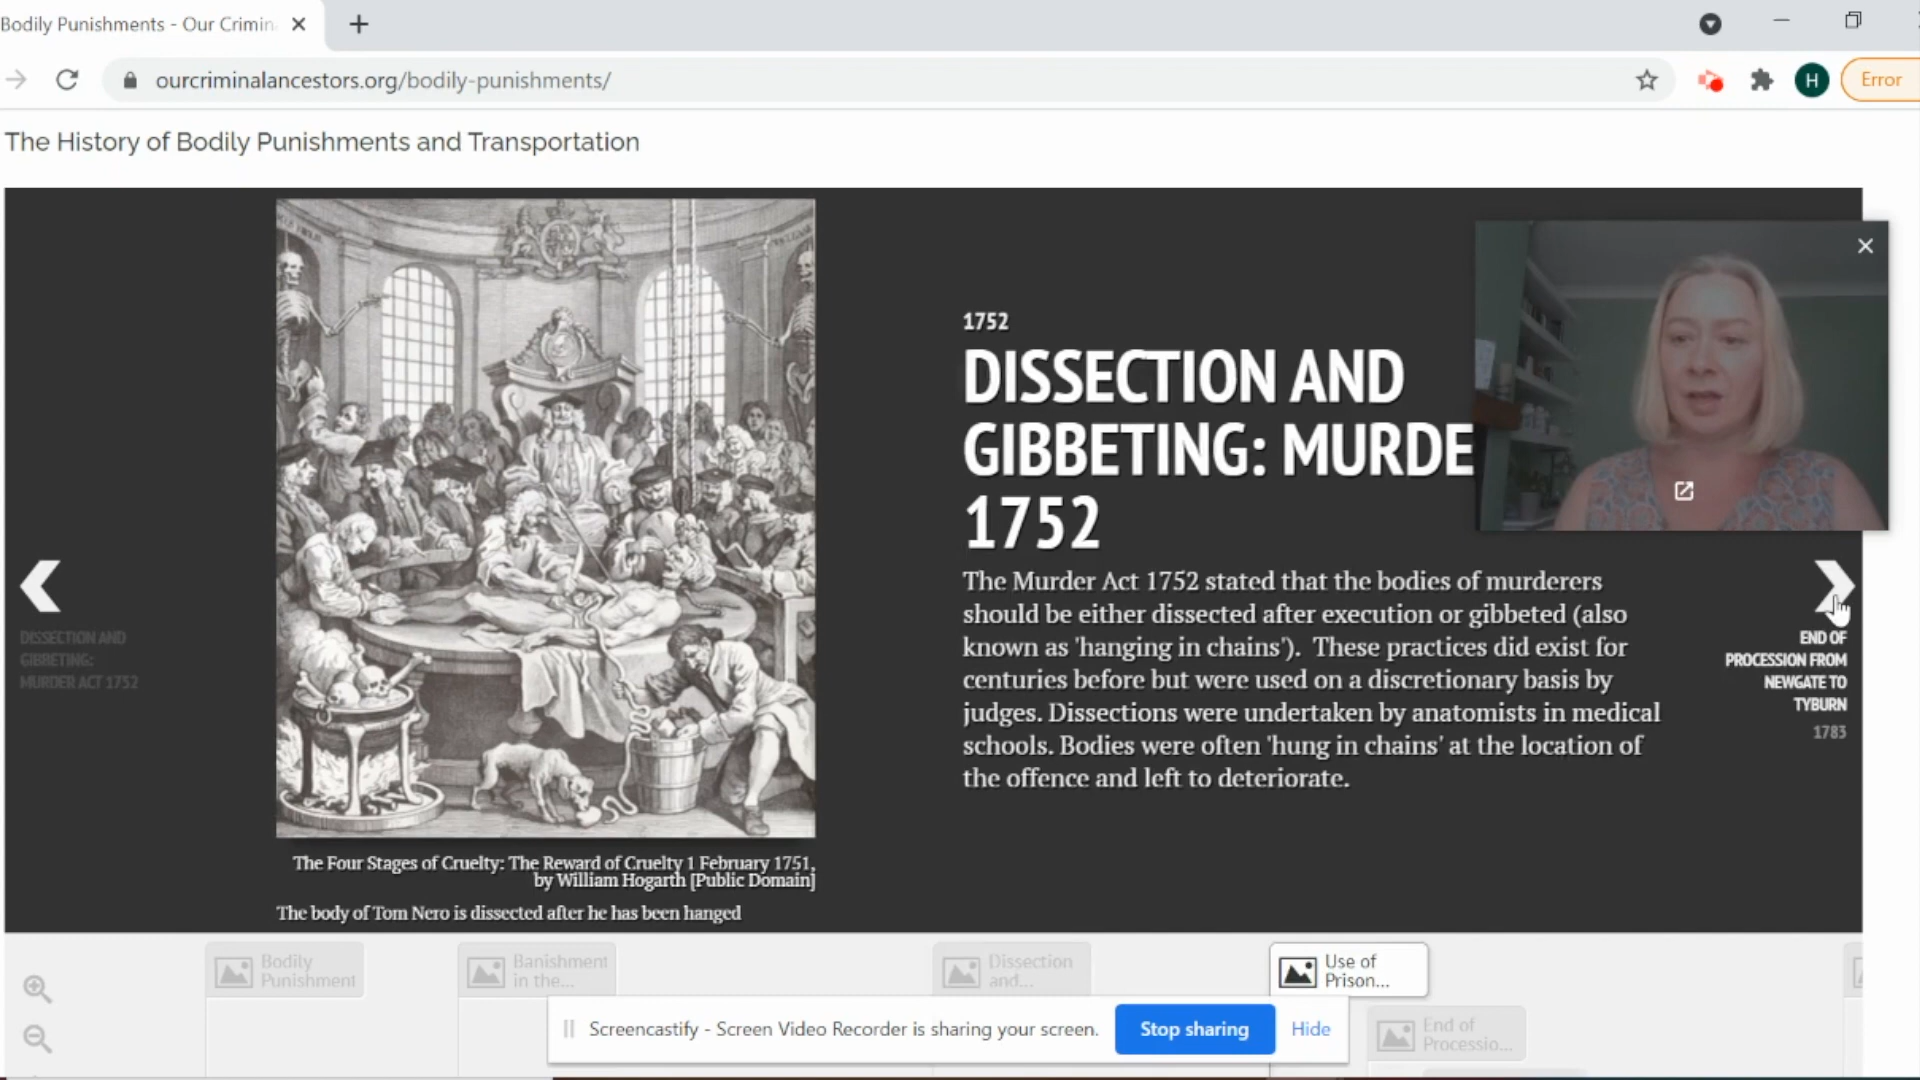 Bodily Punishments - Our Crimin
ourcriminalancestors.org/bodily-punishments/
H
Error
The History of Bodily Punishments and Transportation
1752
DISSECTION AND
GIBBETING: MURDE
1752
The Murder Act 1752 stated that the bodies of murderers
should be either dissected after execution or gibbeted (also
known as 'hanging in chains'). These practices did exist for
centuries before but were used on a discretionary basis by
judges. Dissections were undertaken by anatomists in medical
schools. Bodies were often 'hung in chains' at the location of
the offence and left to deteriorate.
DISSECTION AND
GIBBETING:
MURDER ACT 1752
END OF
PROCESSION FROM
NEWGATE TO
TYBURN
1783
The Four Stages of Cruelty: The Reward of Cruelty 1 February 1751,
by William Hogarth [Public Domain]
The body of Tom Nero is dissected after he has been hanged
Bodily
Punishment
Banishment
in the...
Dissection
and...
Use of
Prison...
End of
Processio...
Screencastify - Screen Video Recorder is sharing your screen.
Stop sharing
Hide